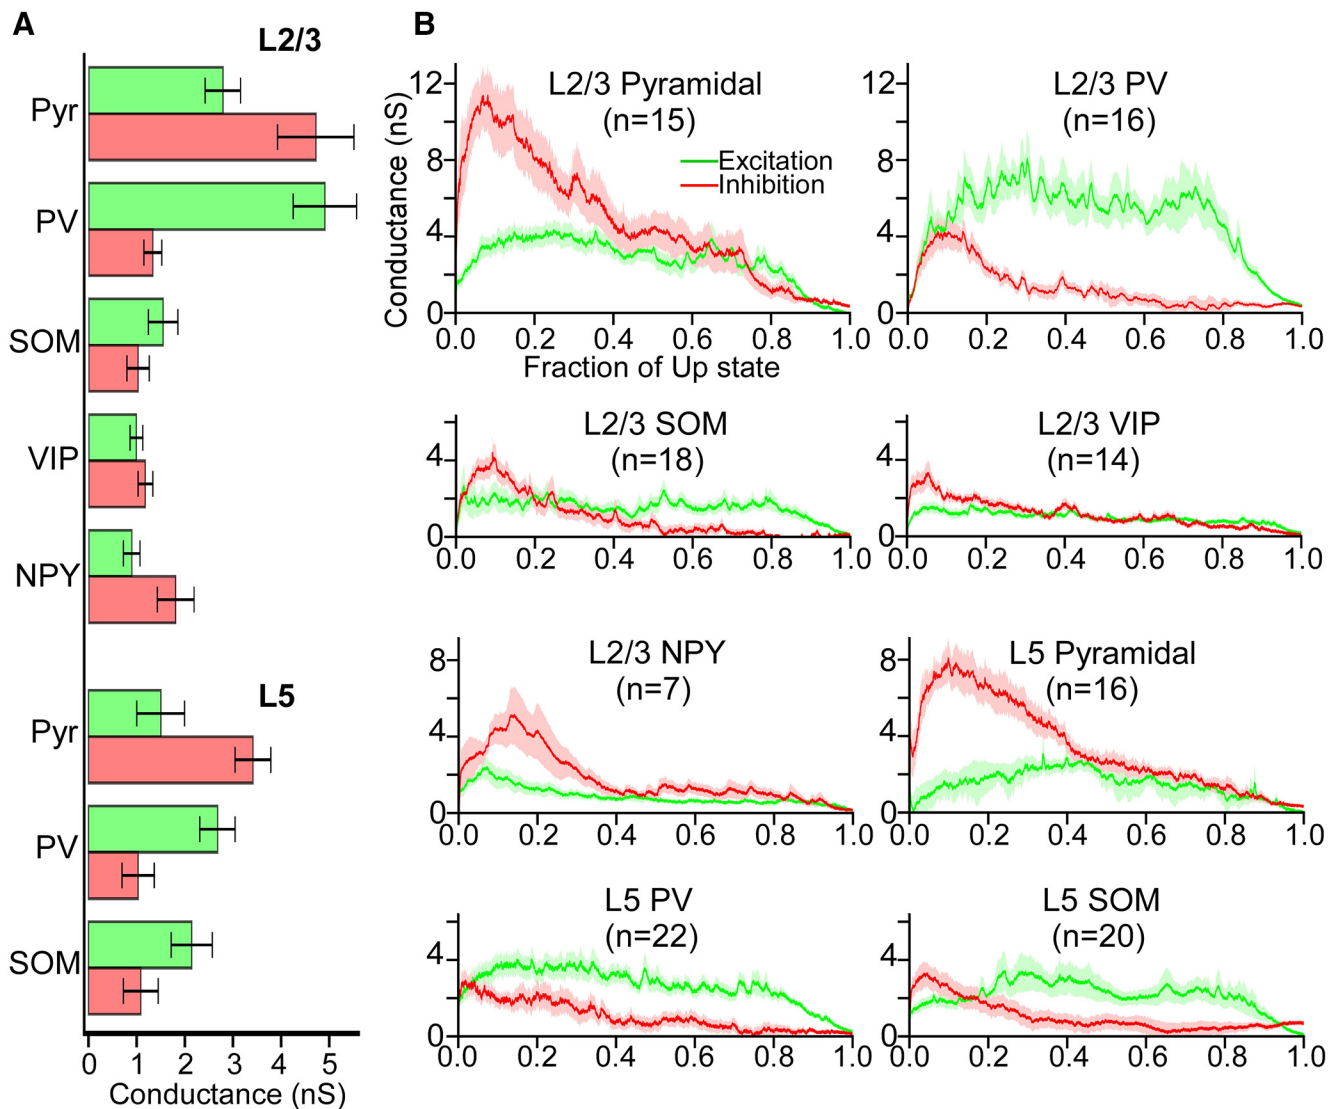 A
L2/3
Pyr
PV
SOM
VIP
NPY
L5
Pyr
PV
SOM
0 1 2 3 4 5
Conductance (nS)
B
L2/3 Pyramidal
(n=15)
Excitation
Inhibition
Conductance (nS)
12
8
4
0
0.0 0.2 0.4 0.6 0.8 1.0
Fraction of Up state
L2/3 PV
(n=16)
12
8
4
0
0.0 0.2 0.4 0.6 0.8 1.0
L2/3 SOM
(n=18)
4
0
0.0 0.2 0.4 0.6 0.8 1.0
L2/3 VIP
(n=14)
4
0
0.0 0.2 0.4 0.6 0.8 1.0
L2/3 NPY
(n=7)
8
4
0
0.0 0.2 0.4 0.6 0.8 1.0
L5 Pyramidal
(n=16)
8
4
0
0.0 0.2 0.4 0.6 0.8 1.0
L5 PV
(n=22)
4
0
0.0 0.2 0.4 0.6 0.8 1.0
L5 SOM
(n=20)
4
0
0.0 0.2 0.4 0.6 0.8 1.0